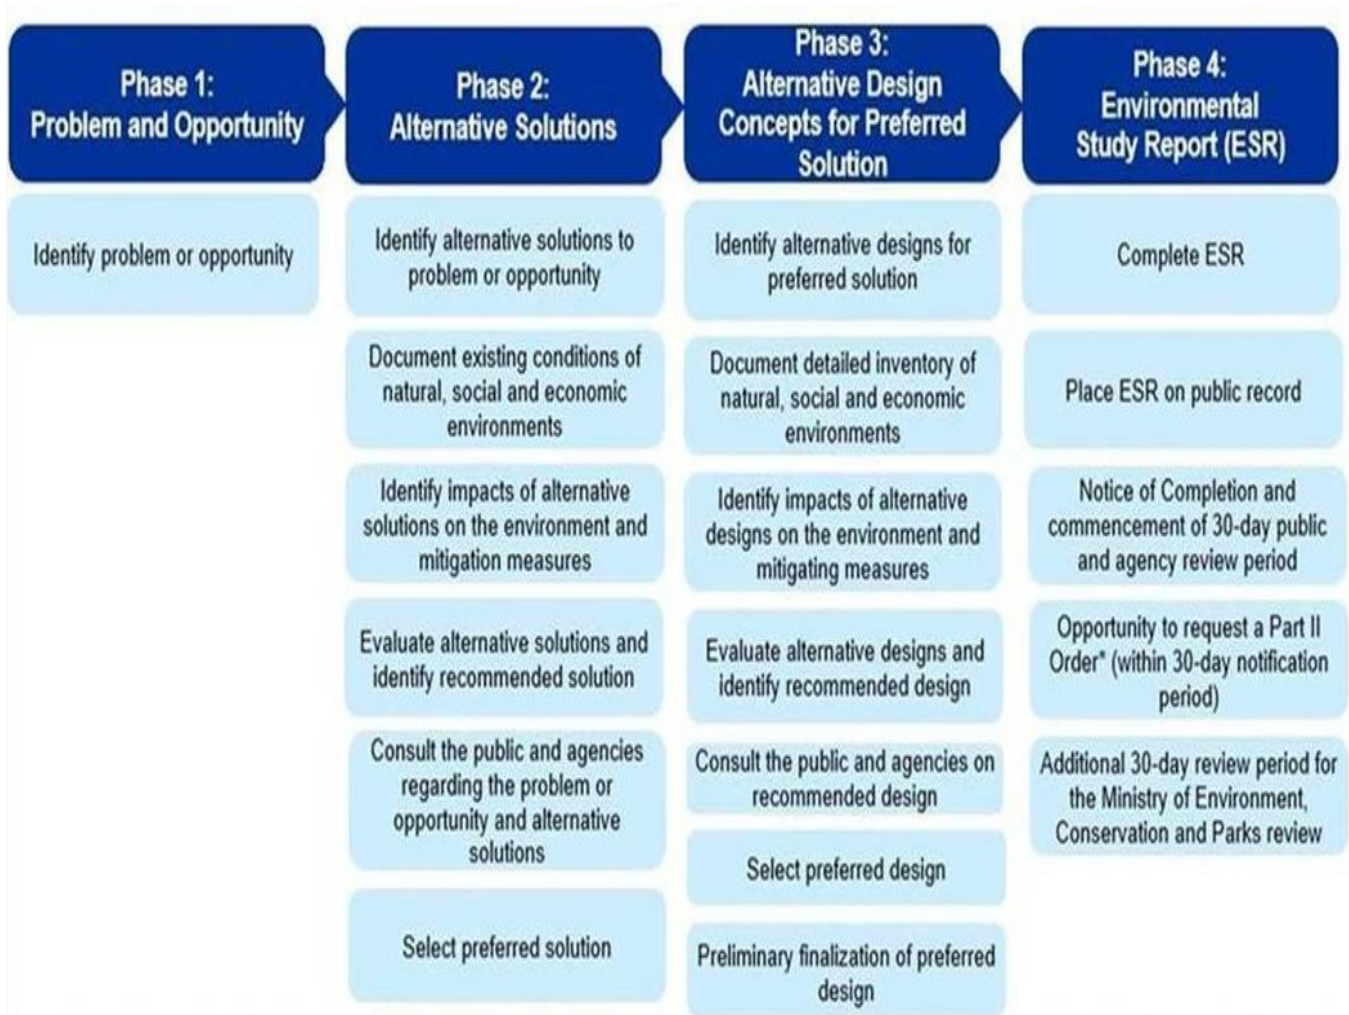 Phase 1:
Problem and Opportunity
Identify problem or opportunity
Phase 2:
Alternative Solutions
Identify alternative solutions to
problem or opportunity
Document existing conditions of
natural, social and economic
environments
Identify impacts of alternative
solutions on the environment and
mitigation measures
Evaluate alternative solutions and
identify recommended solution
Consult the public and agencies
regarding the problem or
opportunity and alternative
solutions
Select preferred solution
Phase 3:
Alternative Design
Concepts for Preferred
Solution
Identify alternative designs for
preferred solution
Document detailed inventory of
natural, social and economic
environments
Identify impacts of alternative
designs on the environment and
mitigating measures
Evaluate alternative designs and
identify recommended design
Consult the public and agencies on
recommended design
Select preferred design
Preliminary finalization of preferred
design
Phase 4:
Environmental
Study Report (ESR)
Complete ESR
Place ESR on public record
Notice of Completion and
commencement of 30-day public
and agency review period
Opportunity to request a Part II
Order* (within 30-day notification
period)
Additional 30-day review period for
the Ministry of Environment,
Conservation and Parks review